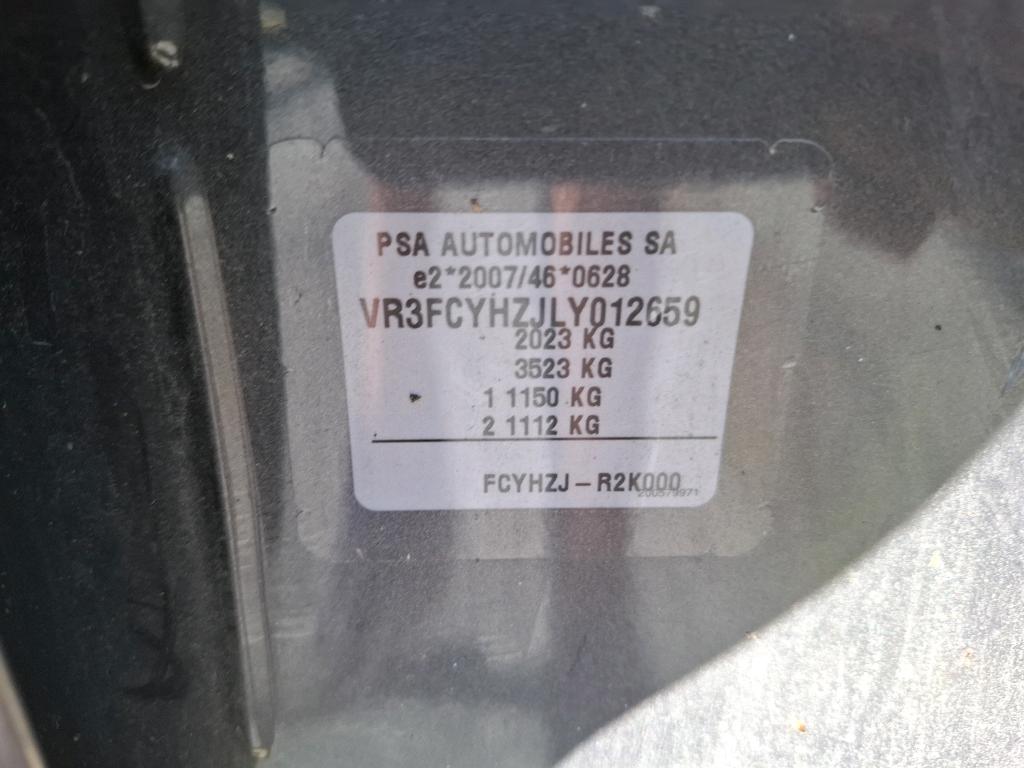 PSA AUTOMOBILES SA
e2*2007/46*0628
VR3FCYHZJLY012659
2023 KG
3523 KG
1 1150 KG
2 1112 KG
FCYHZJ – R2K000
200579971